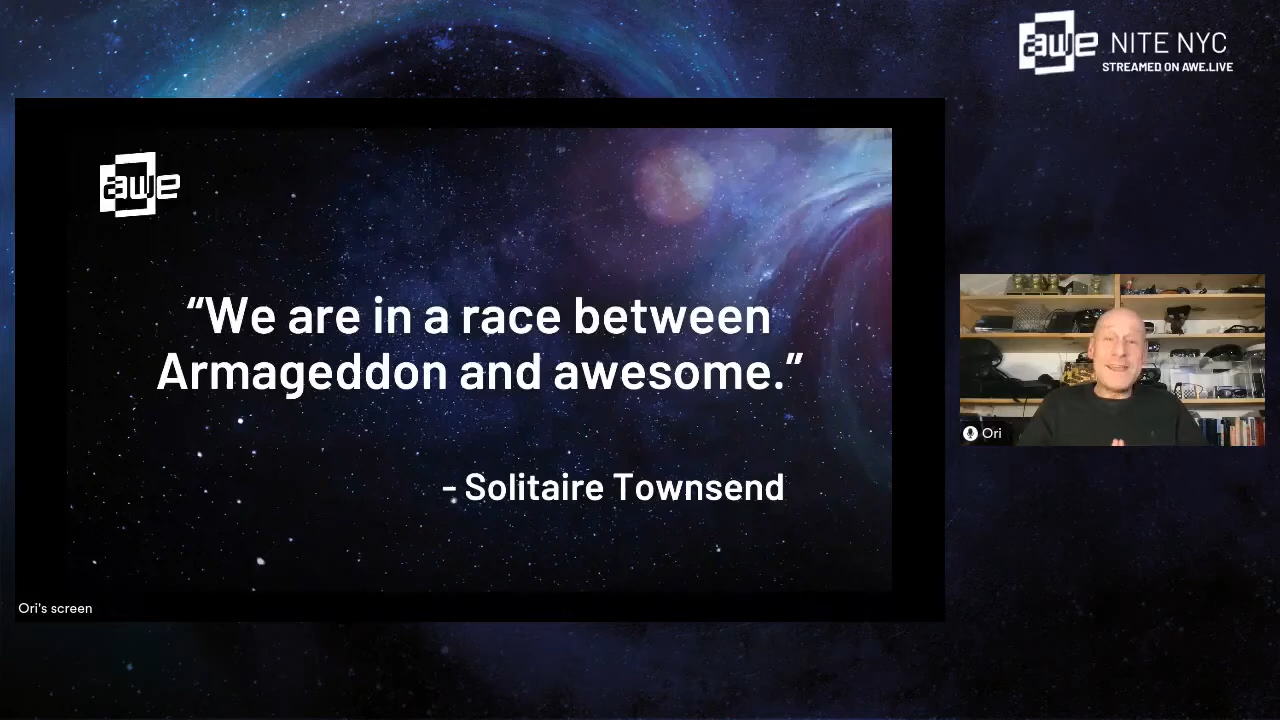 awe NITE NYC
STREAMED ON AWE.LIVE
awe
“We are in a race between
Armageddon and awesome.”
- Solitaire Townsend
Ori
Ori's screen